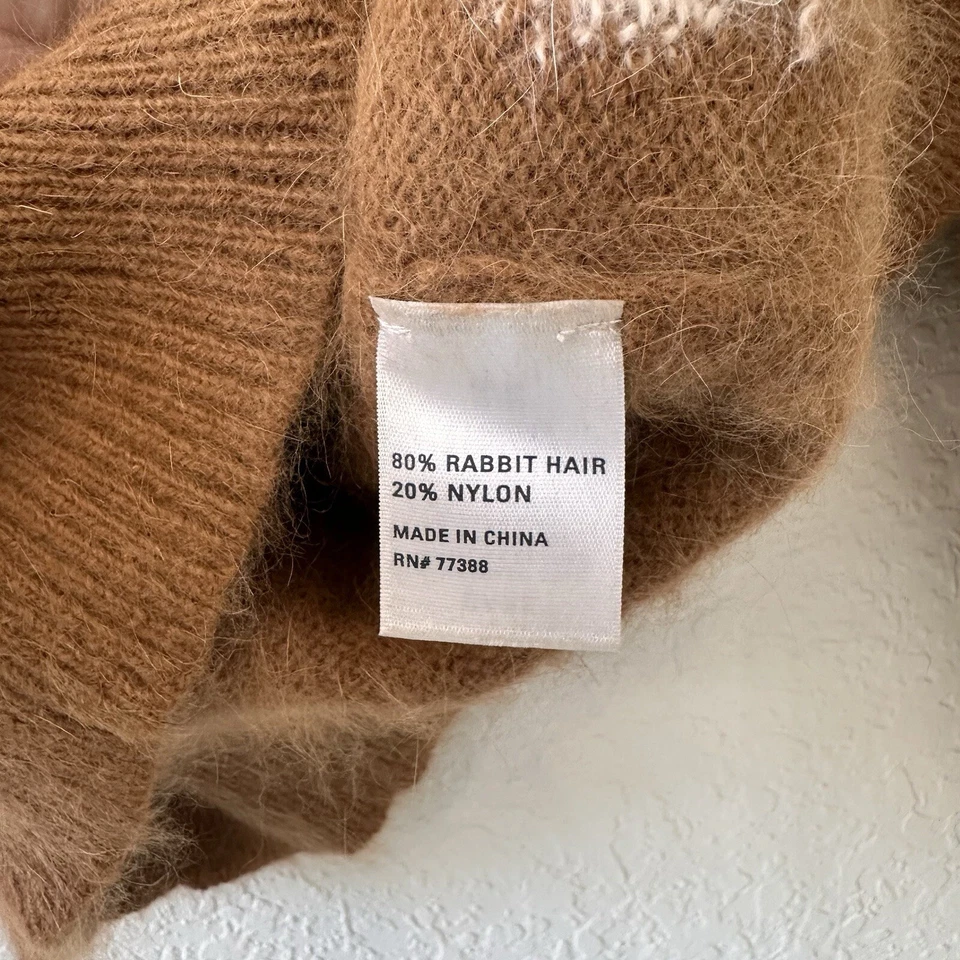 80% RABBIT HAIR
20% NYLON
MADE IN CHINA
RN# 77388